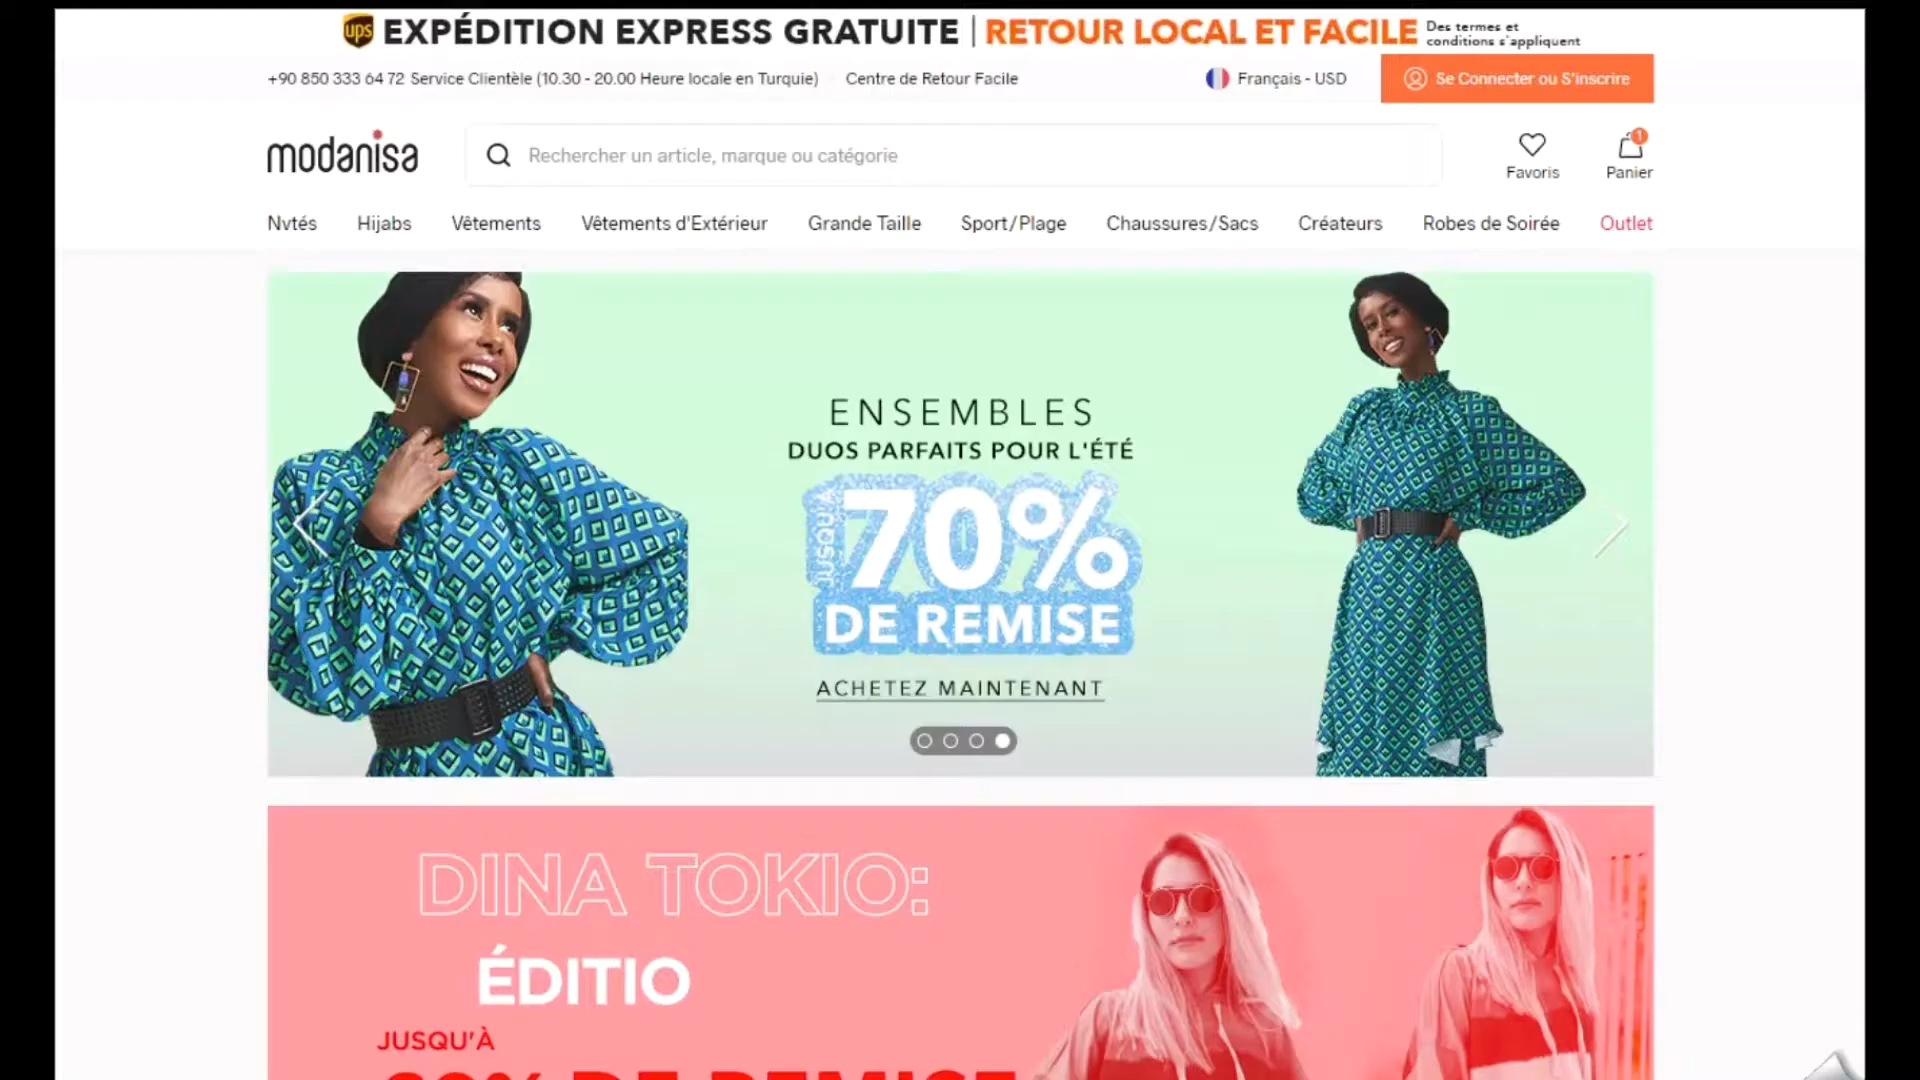 ups EXPÉDITION EXPRESS GRATUITE | RETOUR LOCAL ET FACILE Des termes et conditions s'appliquent
+90 850 333 64 72 Service Clientèle (10.30 - 20.00 Heure locale en Turquie) Centre de Retour Facile Français - USD Se Connecter ou S'inscrire
modanisa Rechercher un article, marque ou catégorie Favoris 1 Panier
Nvtés Hijabs Vêtements Vêtements d'Extérieur Grande Taille Sport/Plage Chaussures/Sacs Créateurs Robes de Soirée Outlet
ENSEMBLES
DUOS PARFAITS POUR L'ÉTÉ
JUSQU'À 70%
DE REMISE
ACHETEZ MAINTENANT
DINA TOKIO:
ÉDITIO
JUSQU'À
DE REMISE